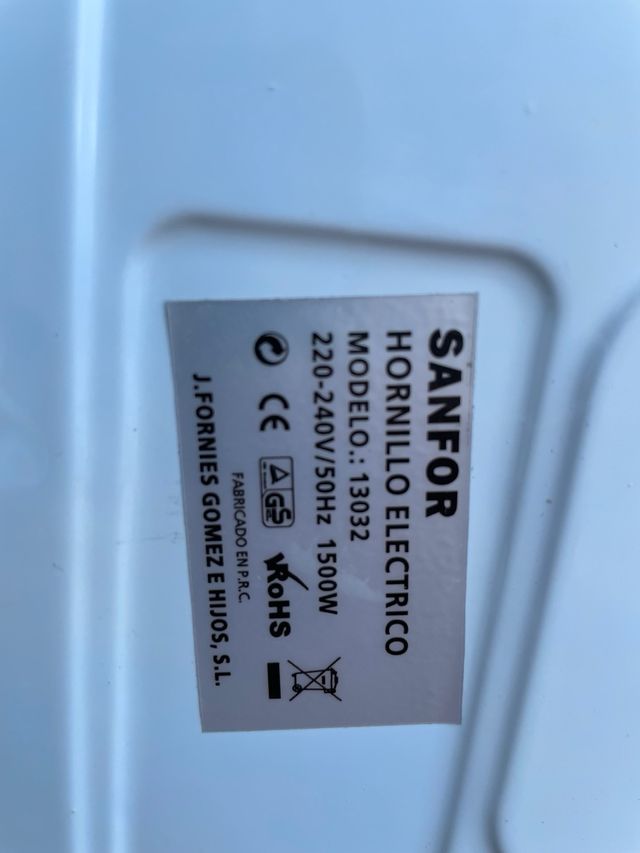 SANFOR
HORNILLO ELECTRICO
MODELO.: 13032
220-240V/50Hz 1500W
CE GS RoHS
FABRICADO EN P.R.C.
J.FORNIES GOMEZ E HIJOS, S.L.